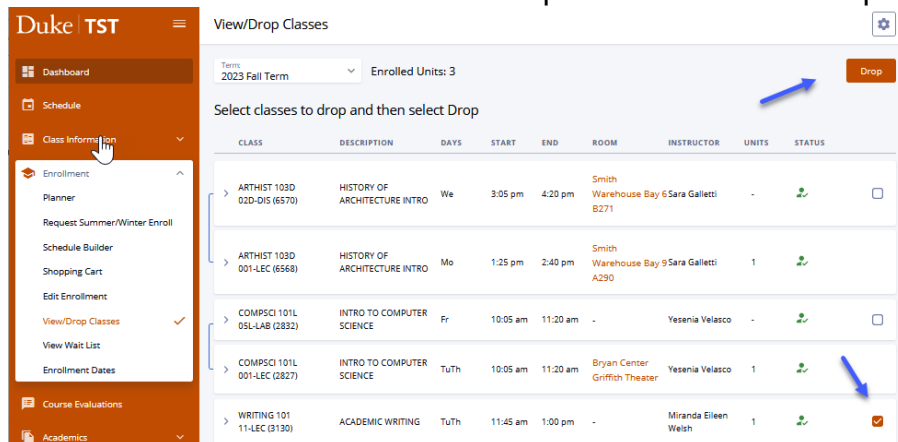 Duke TST
View/Drop Classes
Term:
2023 Fall Term
Enrolled Units: 3
Drop
Select classes to drop and then select Drop
Dashboard
Schedule
Class Information
Enrollment
Planner
Request Summer/Winter Enroll
Schedule Builder
Shopping Cart
Edit Enrollment
View/Drop Classes
View Wait List
Enrollment Dates
Course Evaluations
Academics
CLASS DESCRIPTION DAYS START END ROOM INSTRUCTOR UNITS STATUS
ARTHIST 103D
02D-DIS (6570)
HISTORY OF
ARCHITECTURE INTRO
We 3:05 pm 4:20 pm
Smith
Warehouse Bay 6
B271
Sara Galletti -
ARTHIST 103D
001-LEC (6568)
HISTORY OF
ARCHITECTURE INTRO
Mo 1:25 pm 2:40 pm
Smith
Warehouse Bay 9
A290
Sara Galletti 1
COMPSCI 101L
05L-LAB (2832)
INTRO TO COMPUTER
SCIENCE
Fr 10:05 am 11:20 am - Yesenia Velasco -
COMPSCI 101L
001-LEC (2827)
INTRO TO COMPUTER
SCIENCE
TuTh 10:05 am 11:20 am
Bryan Center
Griffith Theater
Yesenia Velasco 1
WRITING 101
11-LEC (3130)
ACADEMIC WRITING TuTh 11:45 am 1:00 pm -
Miranda Eileen
Welsh
1